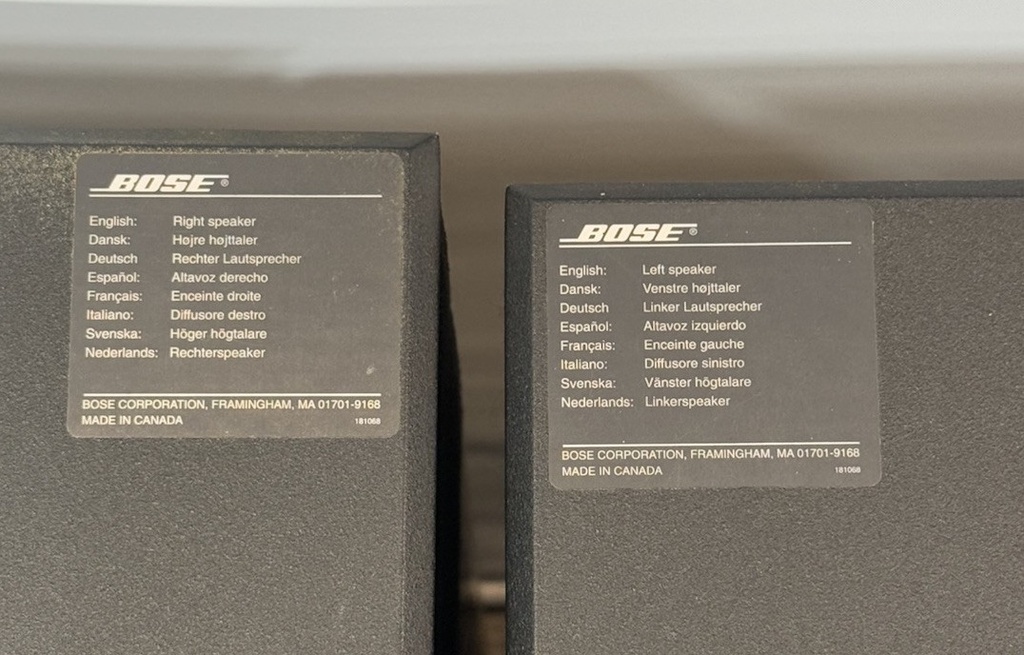 BOSE®
English: Right speaker
Dansk: Højre højttaler
Deutsch Rechter Lautsprecher
Español: Altavoz derecho
Français: Enceinte droite
Italiano: Diffusore destro
Svenska: Höger högtalare
Nederlands: Rechterspeaker
BOSE CORPORATION, FRAMINGHAM, MA 01701-9168
MADE IN CANADA 181068
BOSE®
English: Left speaker
Dansk: Venstre højttaler
Deutsch Linker Lautsprecher
Español: Altavoz izquierdo
Français: Enceinte gauche
Italiano: Diffusore sinistro
Svenska: Vänster högtalare
Nederlands: Linkerspeaker
BOSE CORPORATION, FRAMINGHAM, MA 01701-9168
MADE IN CANADA 181068